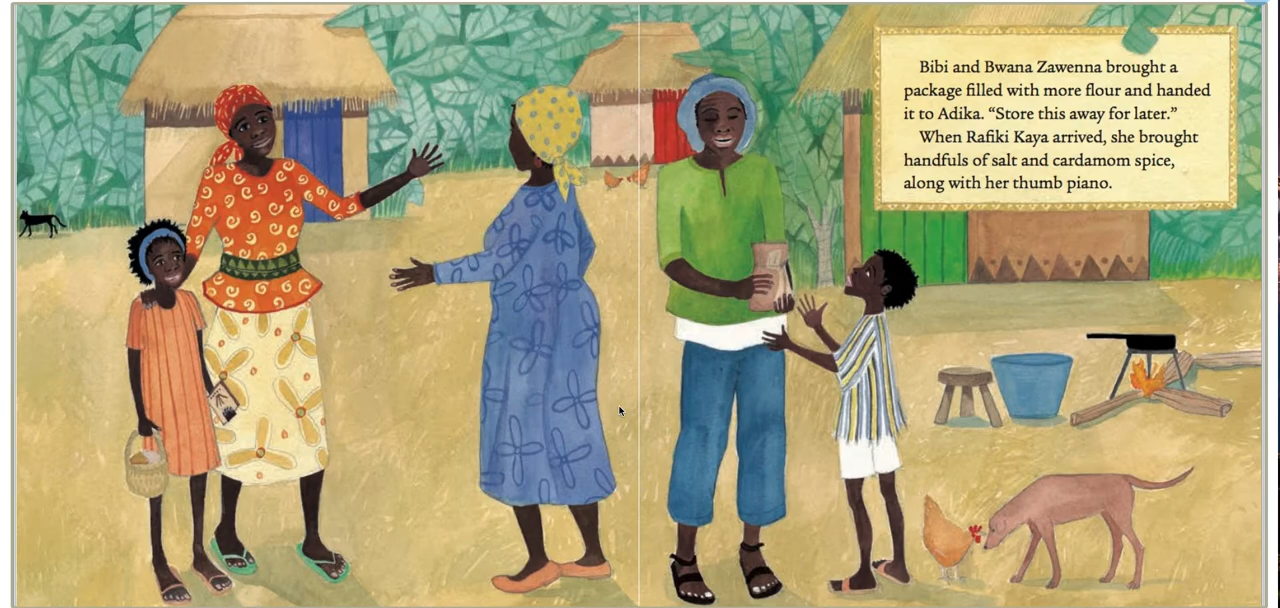 Bibi and Bwana Zawenna brought a
package filled with more flour and handed
it to Adika. “Store this away for later.”
When Rafiki Kaya arrived, she brought
handfuls of salt and cardamom spice,
along with her thumb piano.